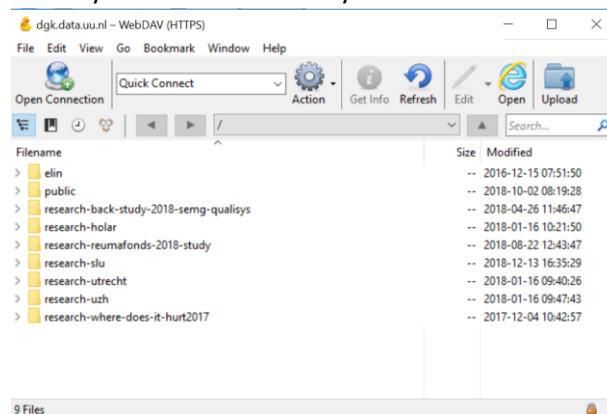 dgk.data.uu.nl – WebDAV (HTTPS)
File Edit View Go Bookmark Window Help
Quick Connect
Open Connection Action Get Info Refresh Edit Open Upload
/ Search...
Filename Size Modified
elin -- 2016-12-15 07:51:50
public -- 2018-10-02 08:19:28
research-back-study-2018-semg-qualisys -- 2018-04-26 11:46:47
research-holar -- 2018-01-16 10:21:50
research-reumafonds-2018-study -- 2018-08-22 12:43:47
research-slu -- 2018-12-13 16:35:29
research-utrecht -- 2018-01-16 09:40:26
research-uzh -- 2018-01-16 09:47:43
research-where-does-it-hurt2017 -- 2017-12-04 10:42:57
9 Files